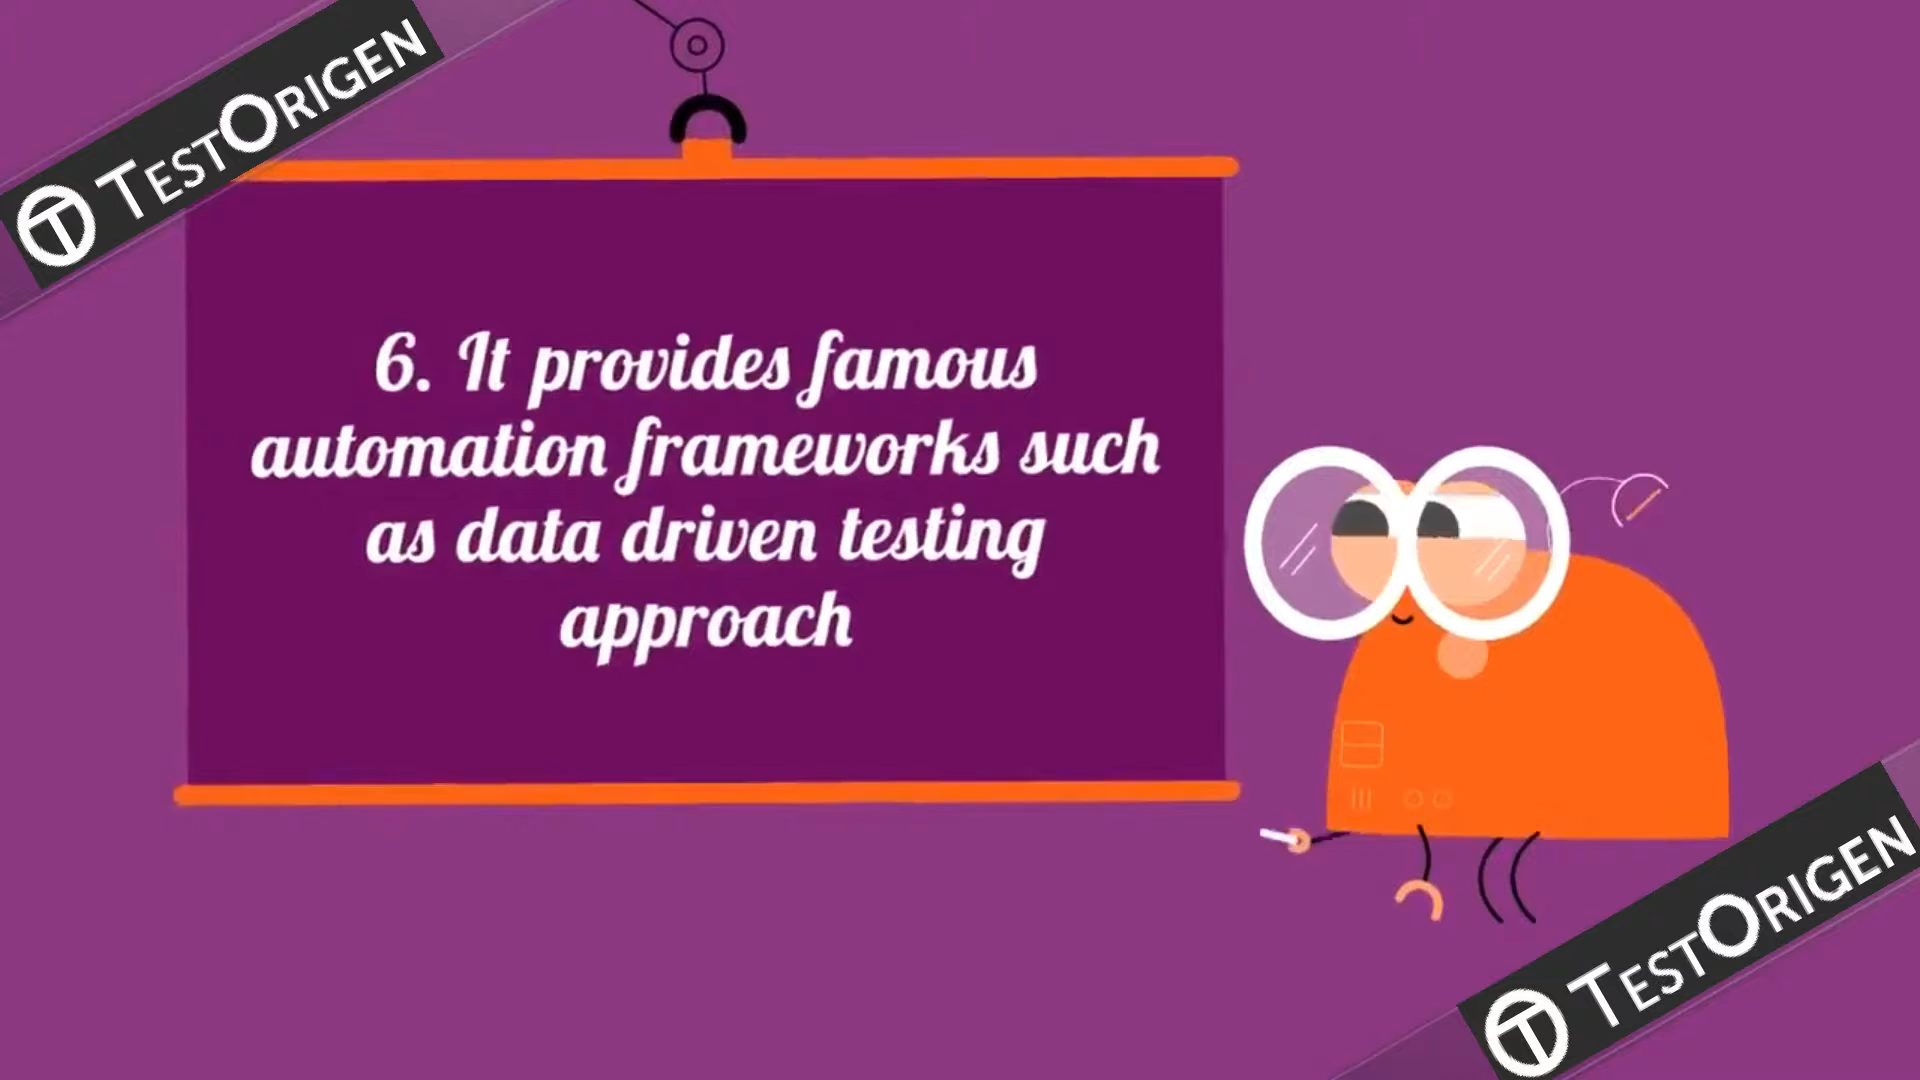 TESTORIGEN
6. It provides famous
automation frameworks such
as data driven testing
approach
TESTORIGEN